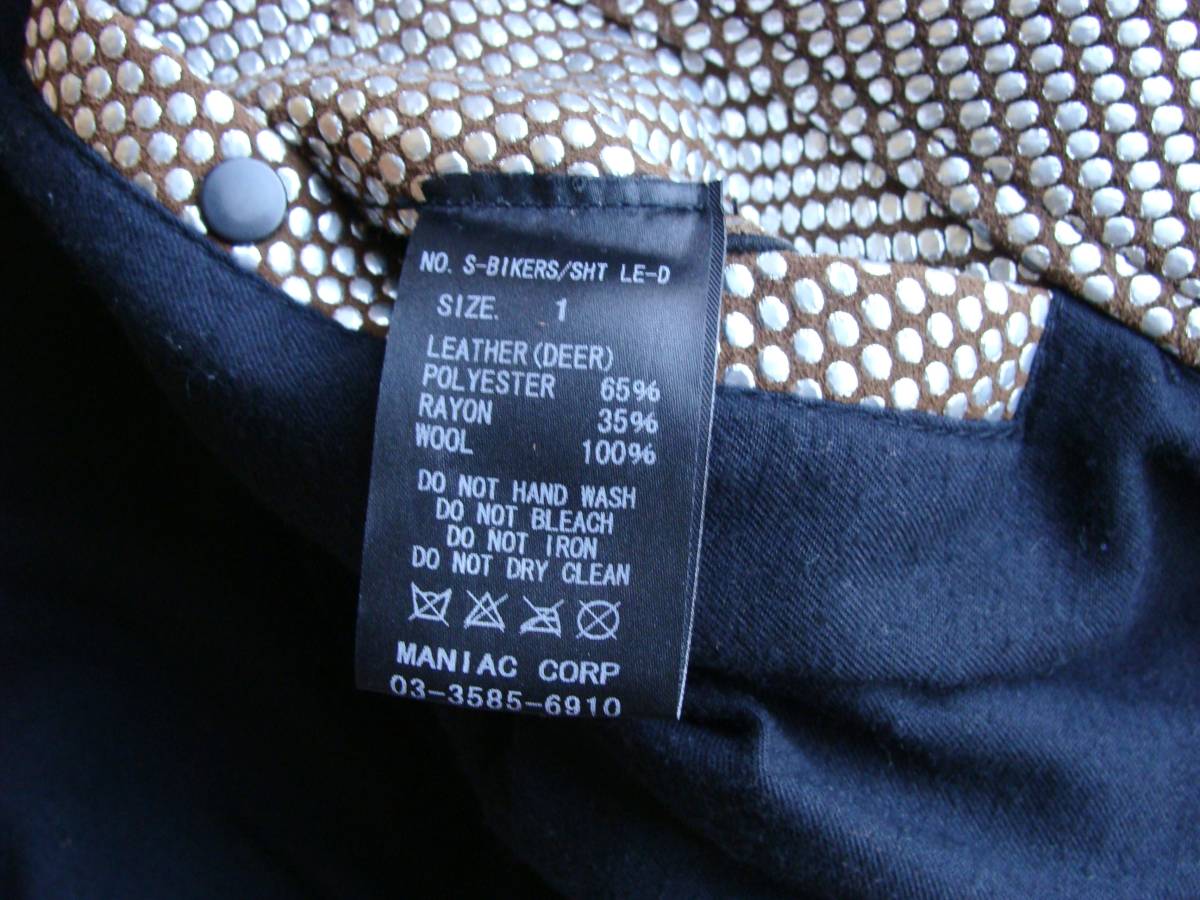 NO. S-BIKERS/SHT LE-D
SIZE. 1
LEATHER(DEER)
POLYESTER 65%
RAYON 35%
WOOL 100%
DO NOT HAND WASH
DO NOT BLEACH
DO NOT IRON
DO NOT DRY CLEAN
MANIAC CORP
03-3585-6910